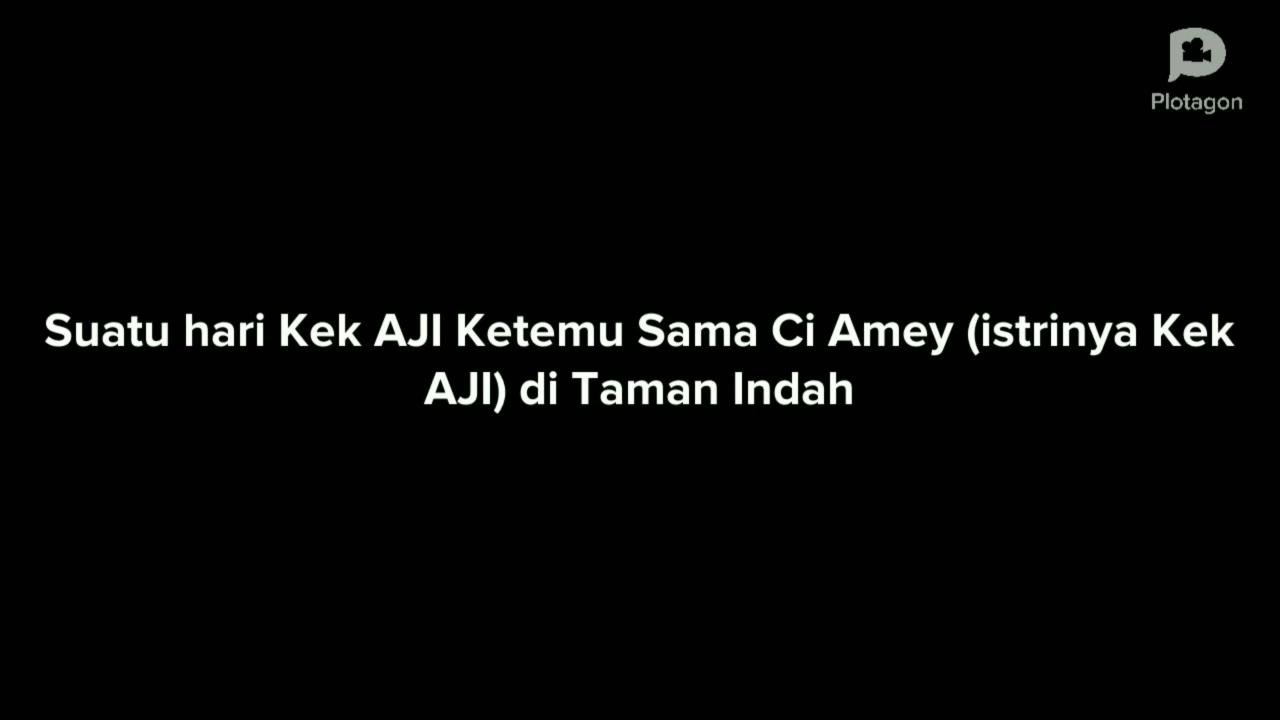 Plotagon
Suatu hari Kek AJI Ketemu Sama Ci Amey (istrinya Kek
AJI) di Taman Indah